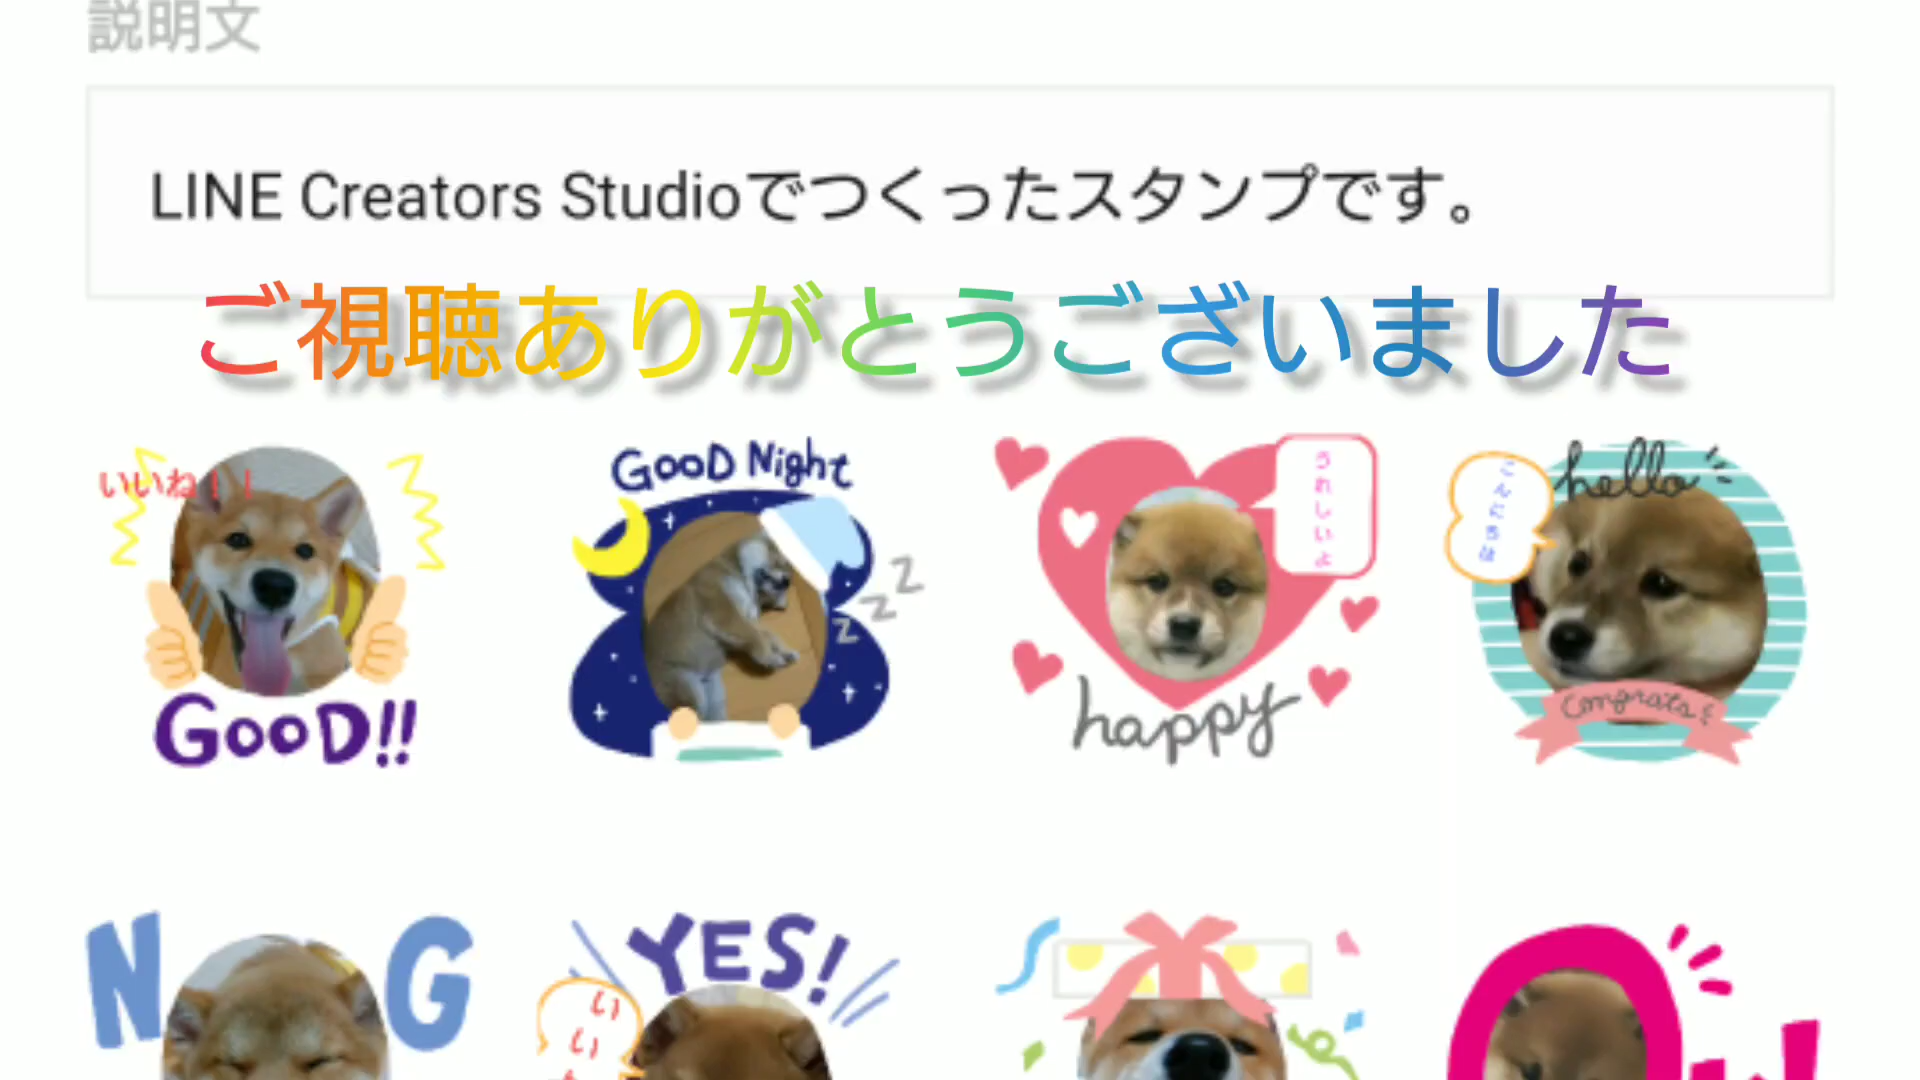 説明文
LINE Creators Studioでつくったスタンプです。
ご視聴ありがとうございました
いいね！！
GOOD!!
GOOD Night
z z z
うれしいよ
happy
こんにちは
hello
Congrats!
NG
YES!
いい